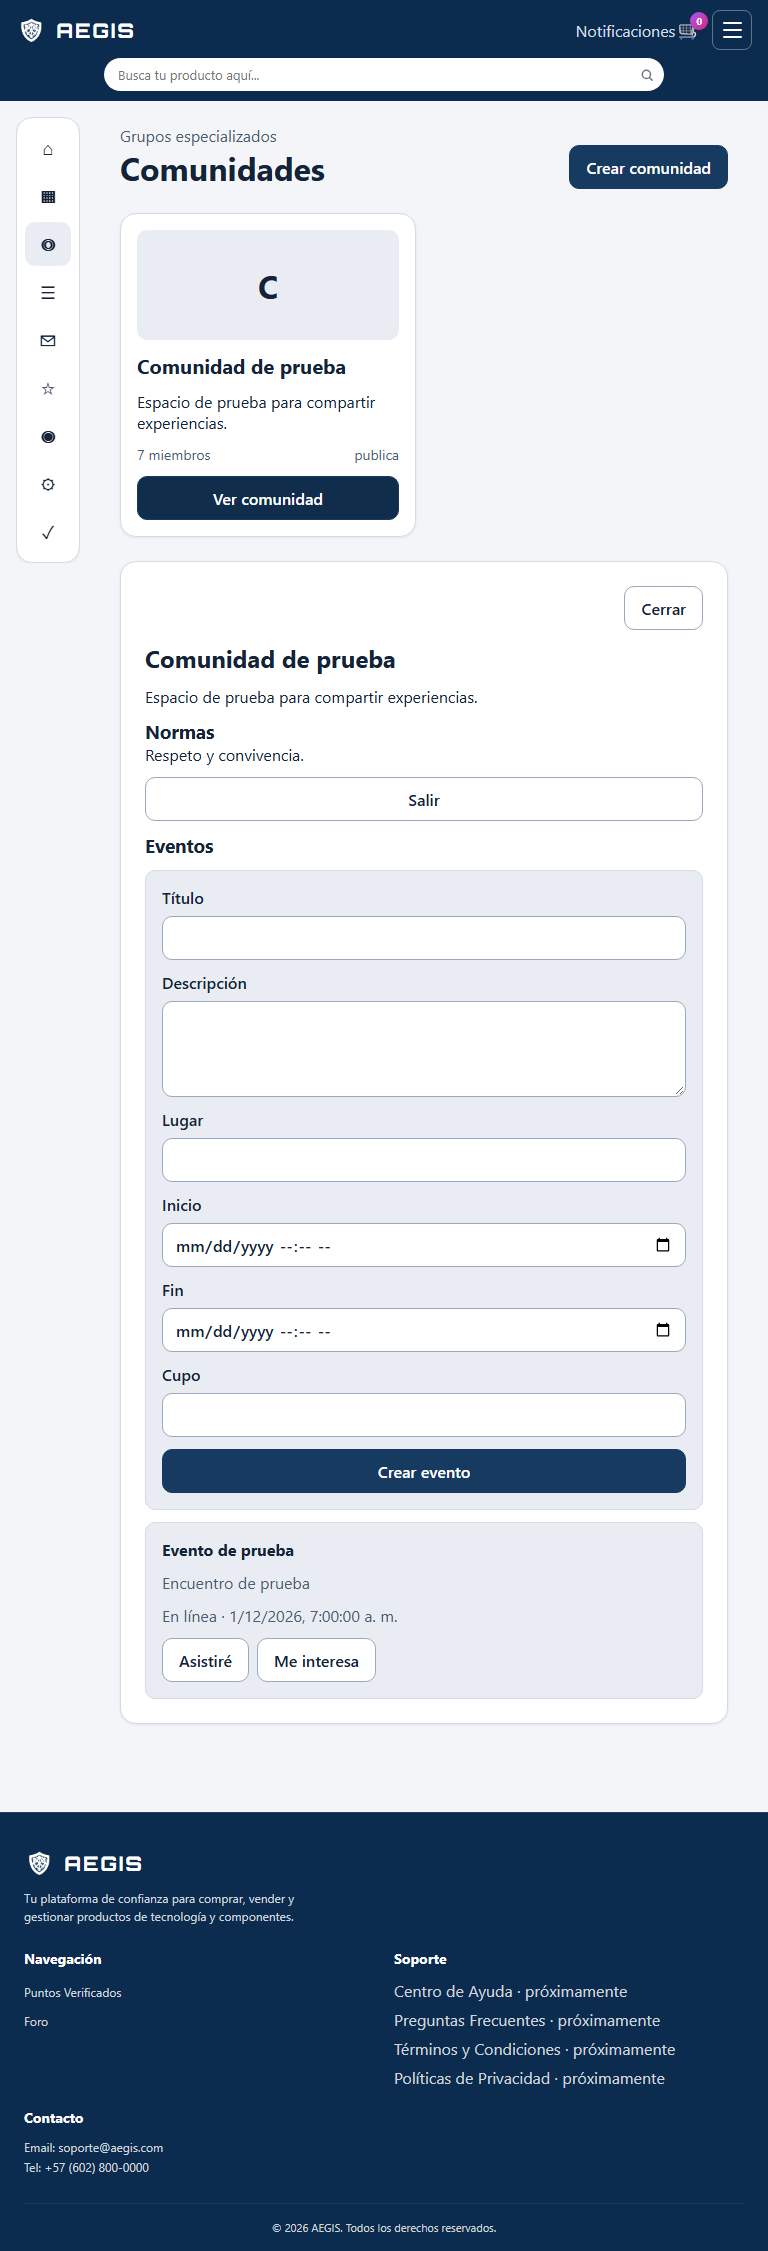 AEGIS
Notificaciones
0
Busca tu producto aquí...
Grupos especializados
Comunidades
Crear comunidad
C
Comunidad de prueba
Espacio de prueba para compartir
experiencias.
7 miembros
publica
Ver comunidad
Cerrar
Comunidad de prueba
Espacio de prueba para compartir experiencias.
Normas
Respeto y convivencia.
Salir
Eventos
Título
Descripción
Lugar
Inicio
mm/dd/yyyy --:-- --
Fin
mm/dd/yyyy --:-- --
Cupo
Crear evento
Evento de prueba
Encuentro de prueba
En línea · 1/12/2026, 7:00:00 a. m.
Asistiré
Me interesa
AEGIS
Tu plataforma de confianza para comprar, vender y
gestionar productos de tecnología y componentes.
Navegación
Puntos Verificados
Foro
Soporte
Centro de Ayuda · próximamente
Preguntas Frecuentes · próximamente
Términos y Condiciones · próximamente
Políticas de Privacidad · próximamente
Contacto
Email: soporte@aegis.com
Tel: +57 (602) 800-0000
© 2026 AEGIS. Todos los derechos reservados.